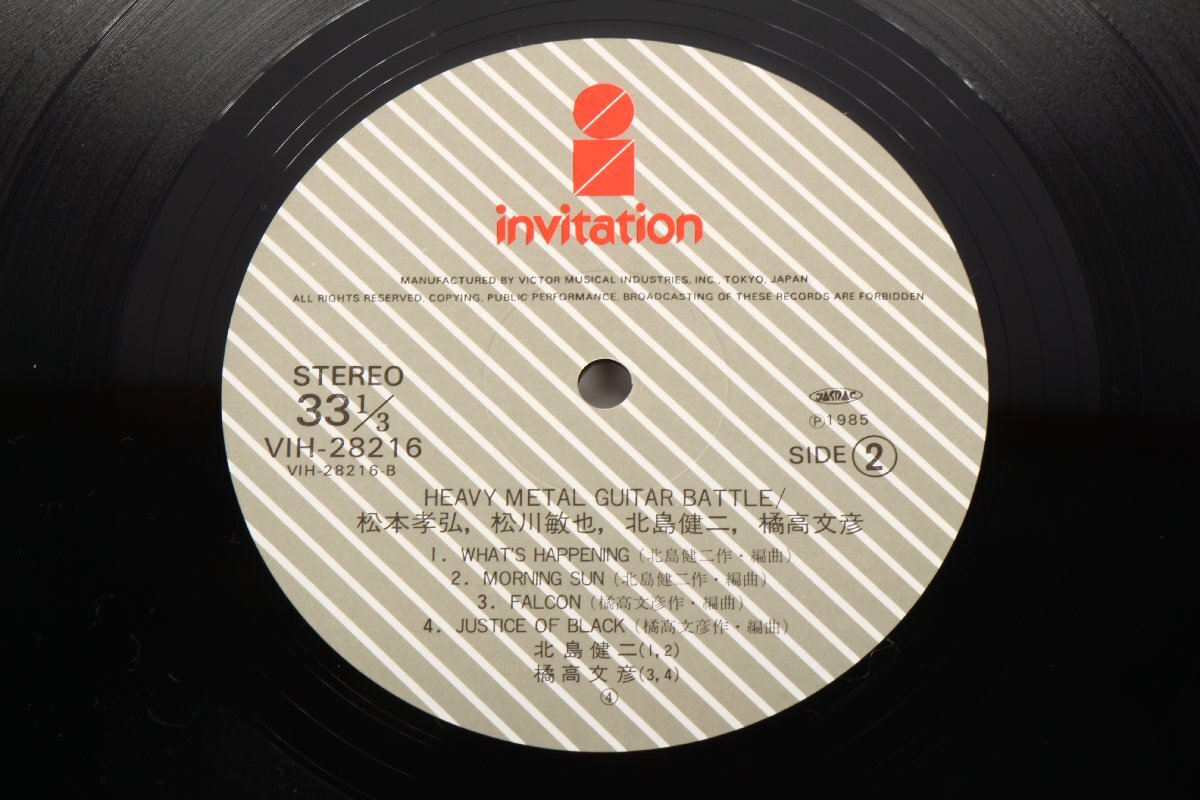 invitation
MANUFACTURED BY VICTOR MUSICAL INDUSTRIES, INC., TOKYO, JAPAN
ALL RIGHTS RESERVED, COPYING, PUBLIC PERFORMANCE, BROADCASTING OF THESE RECORDS ARE FORBIDDEN
STEREO
33 1/3
VIH-28216
VIH-28216-B
JASRAC
Ⓟ1985
SIDE ②
HEAVY METAL GUITAR BATTLE/
松本孝弘, 松川敏也, 北島健二, 橘高文彦
1. WHAT'S HAPPENING (北島健二作・編曲)
2. MORNING SUN (北島健二作・編曲)
3. FALCON (橘高文彦作・編曲)
4. JUSTICE OF BLACK (橘高文彦作・編曲)
北島健二(1,2)
橘高文彦(3,4)
④